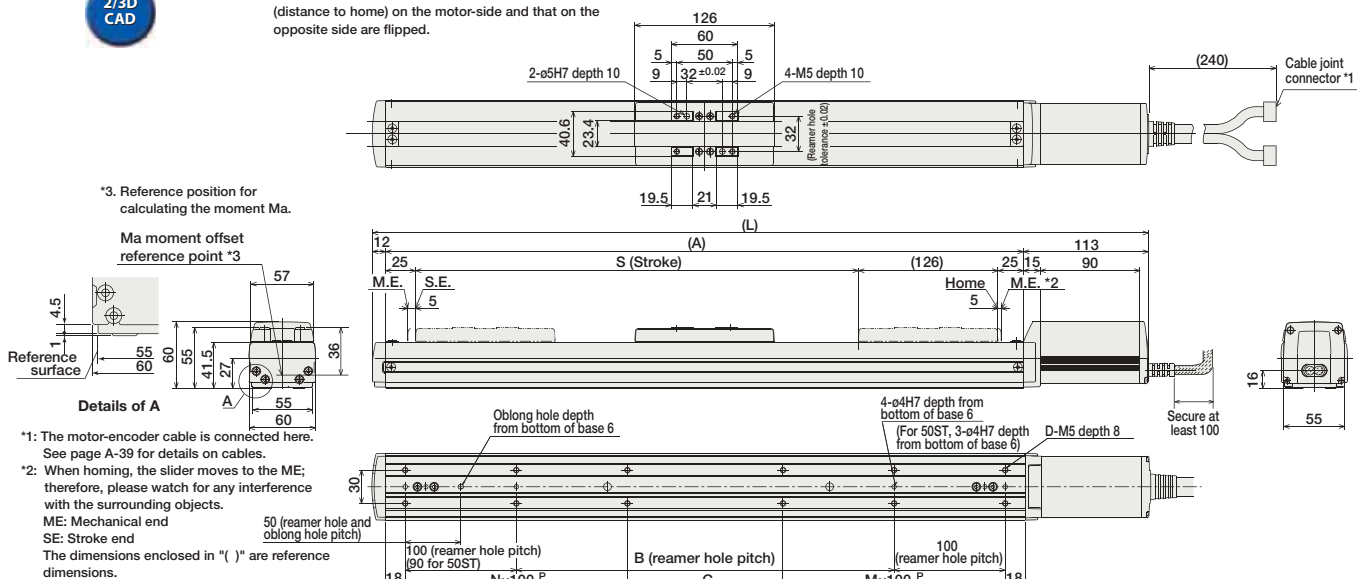 2/3D
CAD
(distance to home) on the motor-side and that on the
opposite side are flipped.
126
60
5 50 5
9 32 ±0.02 9
2-ø5H7 depth 10
4-M5 depth 10
(240)
Cable joint
connector *1
40.6
23.4
32
(Reamer hole
tolerance ±0.02)
19.5 21 19.5
*3. Reference position for
calculating the moment Ma.
Ma moment offset
reference point *3
(L)
12 (A) 113
25 S (Stroke) (126) 25 15 90
M.E. S.E. Home M.E. *2
5 5
57
4.5
1
Reference
surface
55
60
60
55
41.5
27
36
A
55
60
Details of A
16
55
Secure at
least 100
*1: The motor-encoder cable is connected here.
See page A-39 for details on cables.
*2: When homing, the slider moves to the ME;
therefore, please watch for any interference
with the surrounding objects.
ME: Mechanical end
SE: Stroke end
The dimensions enclosed in "( )" are reference
dimensions.
Oblong hole depth
from bottom of base 6
4-ø4H7 depth from
bottom of base 6
(For 50ST, 3-ø4H7 depth
from bottom of base 6)
D-M5 depth 8
30
50 (reamer hole and
oblong hole pitch)
100 (reamer hole pitch)
(90 for 50ST)
B (reamer hole pitch)
100
(reamer hole pitch)
18 N×100 P C M×100 P 18